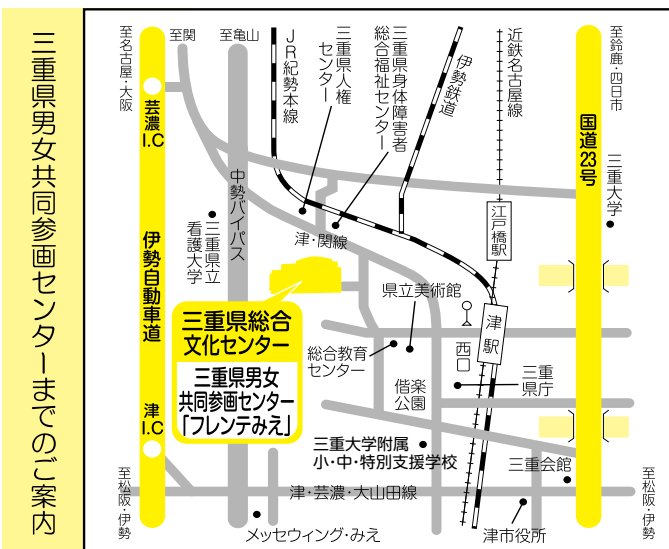 三重県男女共同参画センターまでのご案内
至名古屋・大阪
至関
至亀山
JR紀勢本線
三重県人権
センター
三重県身体障害者
総合福祉センター
伊勢鉄道
近鉄名古屋線
至鈴鹿・四日市
芸濃
I.C
国道23号
三重大学
中勢バイパス
三重県立
看護大学
津・関線
江戸橋駅
伊勢自動車道
県立美術館
三重県総合
文化センター
津駅
西口
総合教育
センター
三重県男女
共同参画センター
「フレンテみえ」
偕楽
公園
三重
県庁
津
I.C
三重大学附属
小・中・特別支援学校
三重会館
至松阪・伊勢
津・芸濃・大山田線
至松阪・伊勢
メッセウィング・みえ
津市役所